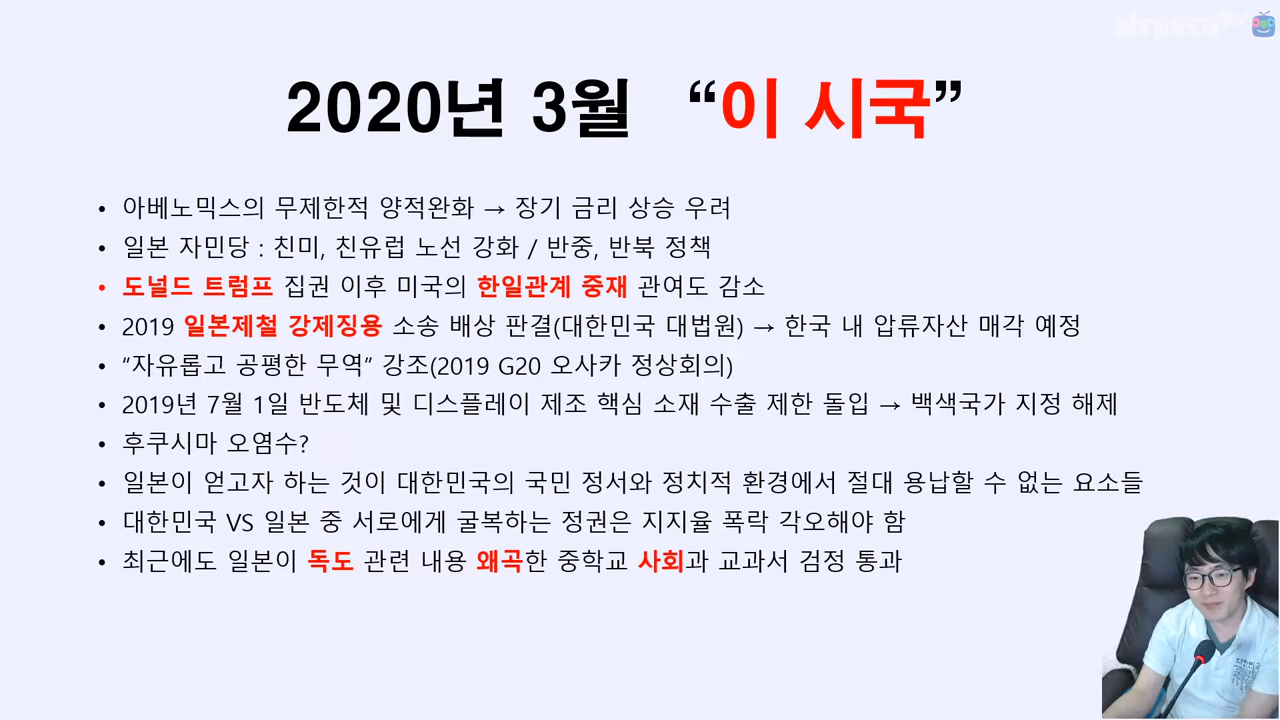 afreecaTV
2020년 3월 “이 시국”
• 아베노믹스의 무제한적 양적완화 → 장기 금리 상승 우려
• 일본 자민당 : 친미, 친유럽 노선 강화 / 반중, 반북 정책
• 도널드 트럼프 집권 이후 미국의 한일관계 중재 관여도 감소
• 2019 일본제철 강제징용 소송 배상 판결(대한민국 대법원) → 한국 내 압류자산 매각 예정
• “자유롭고 공평한 무역” 강조(2019 G20 오사카 정상회의)
• 2019년 7월 1일 반도체 및 디스플레이 제조 핵심 소재 수출 제한 돌입 → 백색국가 지정 해제
• 후쿠시마 오염수?
• 일본이 얻고자 하는 것이 대한민국의 국민 정서와 정치적 환경에서 절대 용납할 수 없는 요소들
• 대한민국 VS 일본 중 서로에게 굴복하는 정권은 지지율 폭락 각오해야 함
• 최근에도 일본이 독도 관련 내용 왜곡한 중학교 사회과 교과서 검정 통과